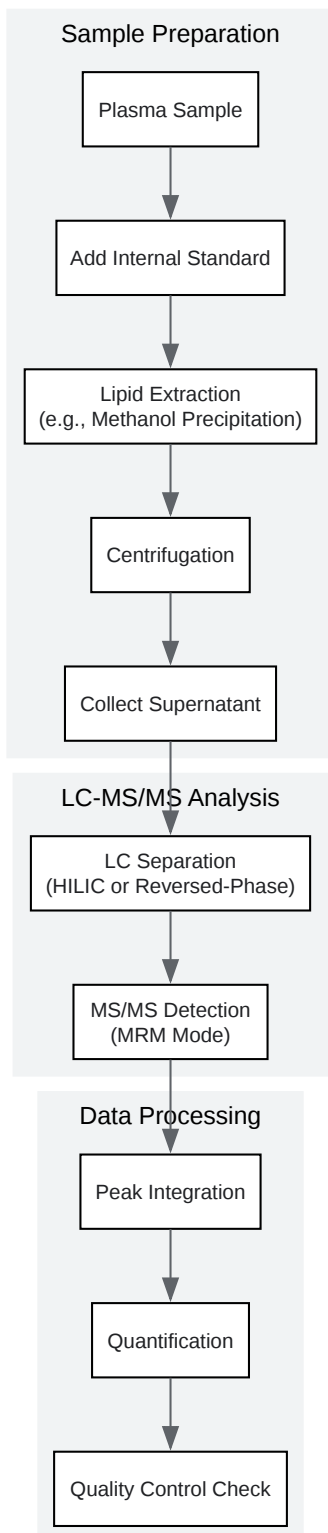 Sample Preparation
Plasma Sample
Add Internal Standard
Lipid Extraction
(e.g., Methanol Precipitation)
Centrifugation
Collect Supernatant
LC-MS/MS Analysis
LC Separation
(HILIC or Reversed-Phase)
MS/MS Detection
(MRM Mode)
Data Processing
Peak Integration
Quantification
Quality Control Check